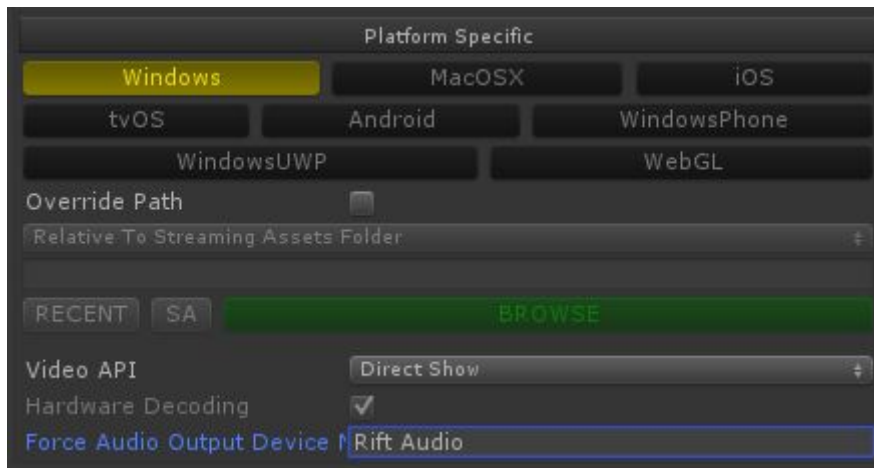 Platform Specific
Windows MacOSX iOS
tvOS Android WindowsPhone
WindowsUWP WebGL
Override Path
Relative To Streaming Assets Folder
RECENT SA BROWSE
Video API Direct Show
Hardware Decoding
Force Audio Output Device Rift Audio